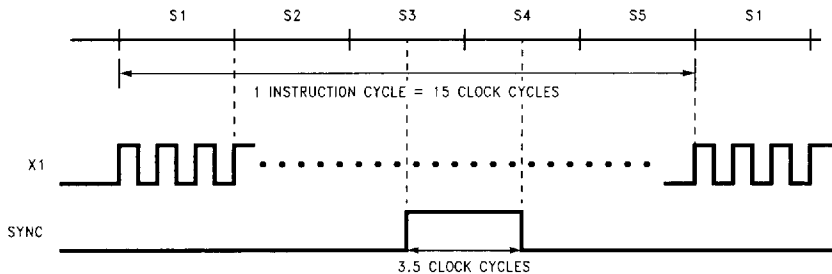 S1 S2 S3 S4 S5 S1
1 INSTRUCTION CYCLE = 15 CLOCK CYCLES
X1
SYNC
3.5 CLOCK CYCLES